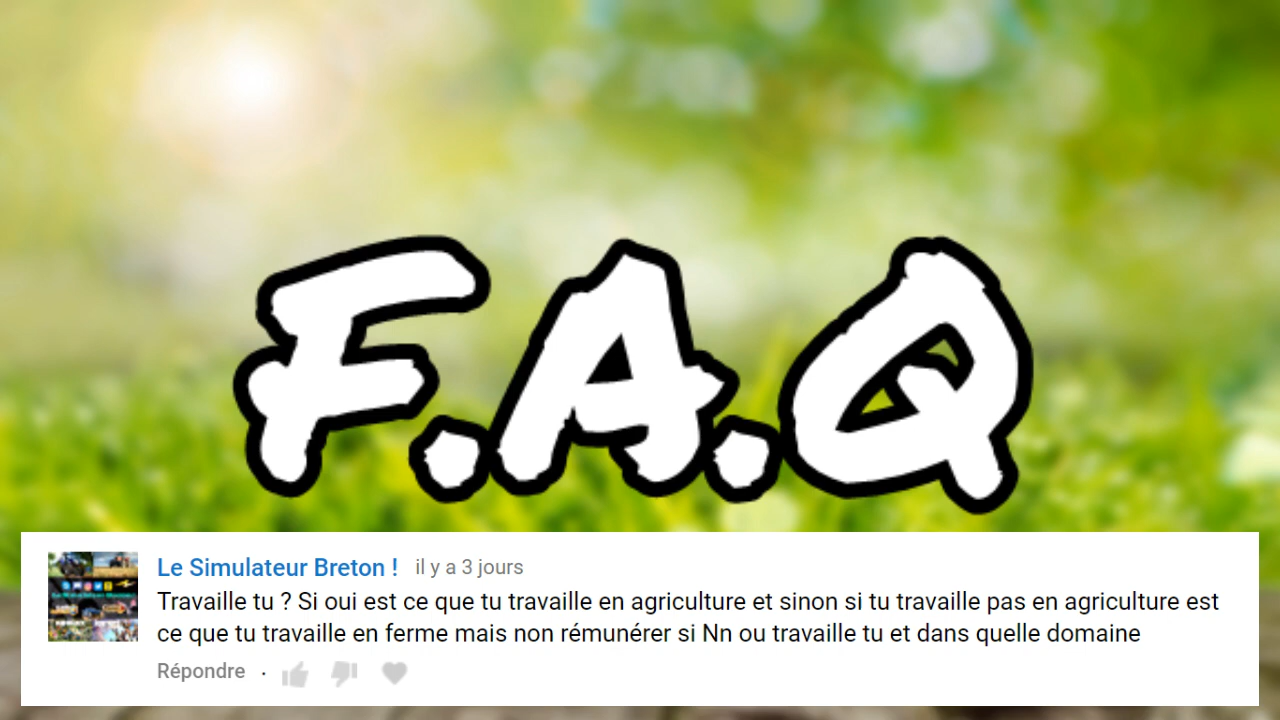 F.A.Q
Le Simulateur Breton ! il y a 3 jours
Travaille tu ? Si oui est ce que tu travaille en agriculture et sinon si tu travaille pas en agriculture est
ce que tu travaille en ferme mais non rémunérer si Nn ou travaille tu et dans quelle domaine
Répondre ·